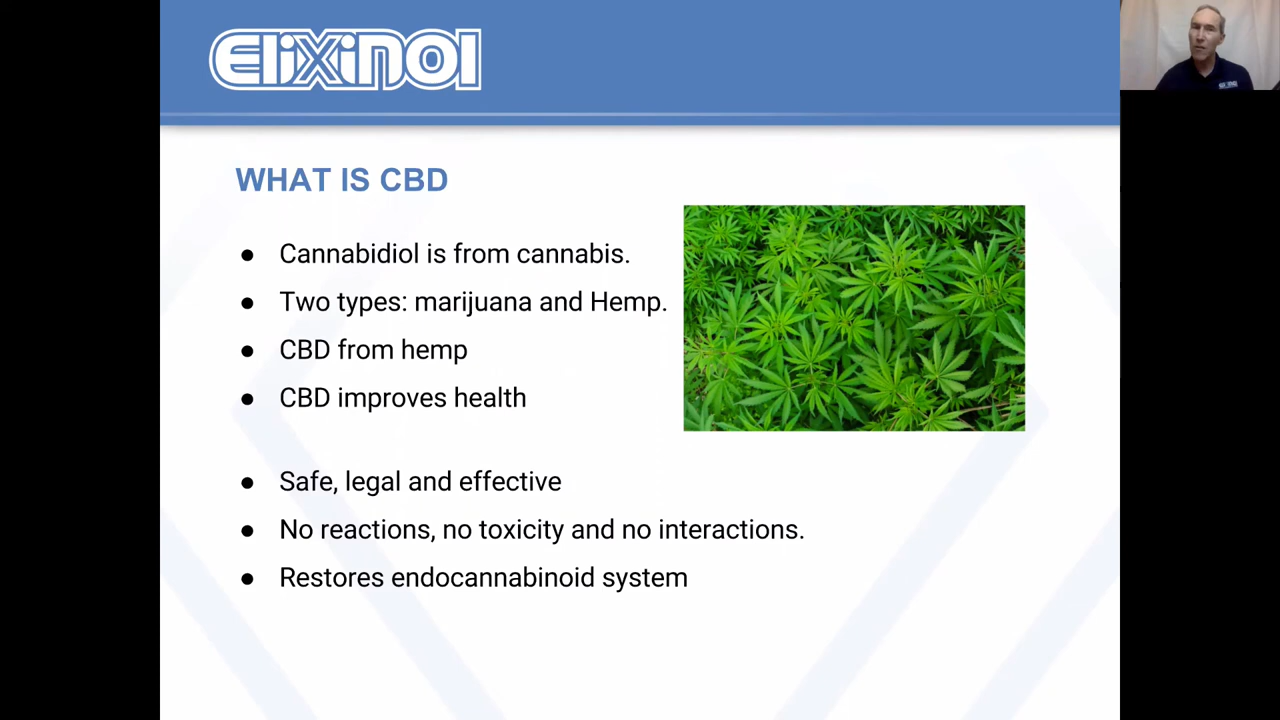 Elixinol
WHAT IS CBD
● Cannabidiol is from cannabis.
● Two types: marijuana and Hemp.
● CBD from hemp
● CBD improves health
● Safe, legal and effective
● No reactions, no toxicity and no interactions.
● Restores endocannabinoid system